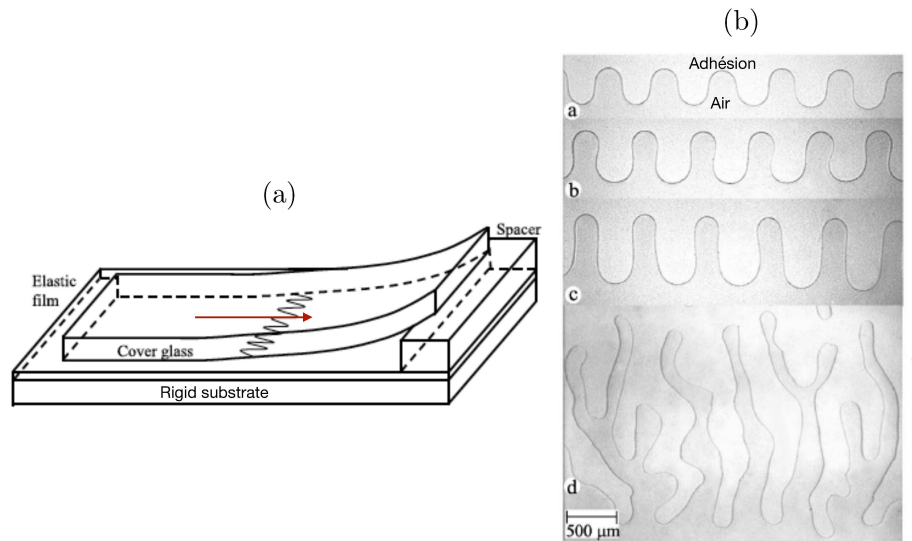 (a)
Spacer
Elastic
film
Cover glass
Rigid substrate
(b)
Adhésion
Air
a
b
c
d
500 μm